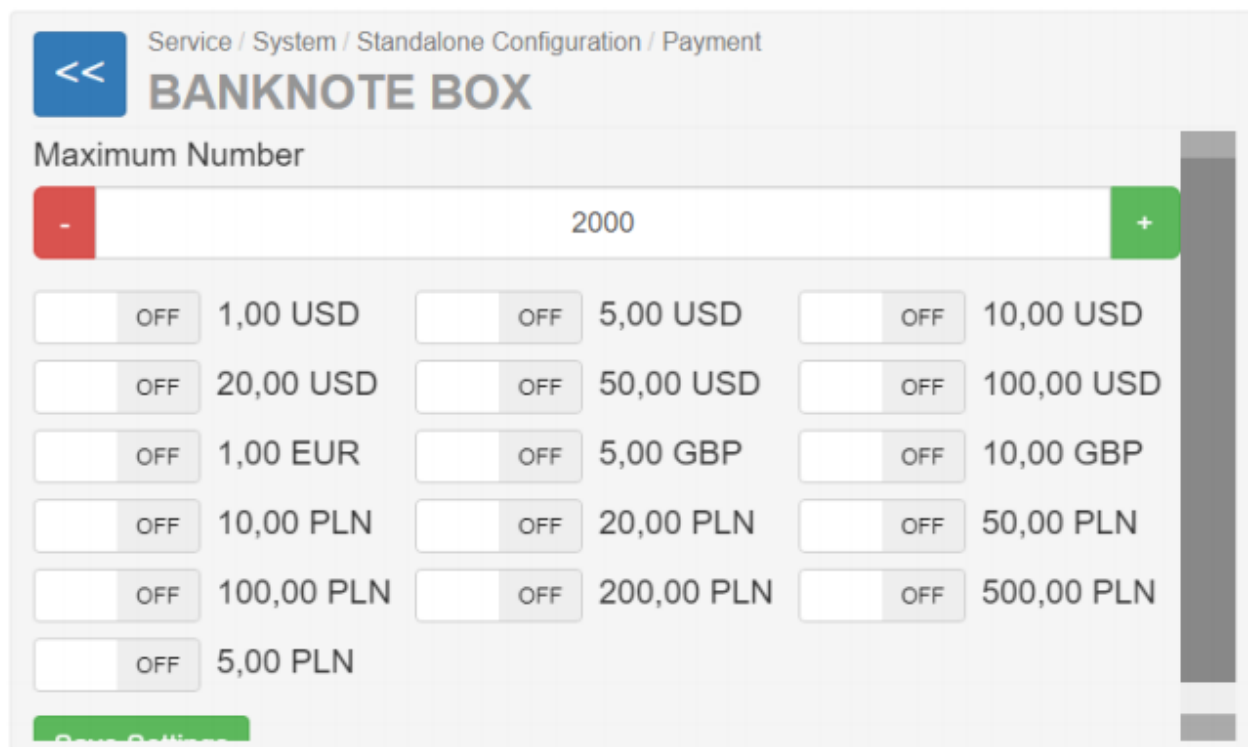 << Service / System / Standalone Configuration / Payment
BANKNOTE BOX
Maximum Number
- 2000 +
OFF 1,00 USD OFF 5,00 USD OFF 10,00 USD
OFF 20,00 USD OFF 50,00 USD OFF 100,00 USD
OFF 1,00 EUR OFF 5,00 GBP OFF 10,00 GBP
OFF 10,00 PLN OFF 20,00 PLN OFF 50,00 PLN
OFF 100,00 PLN OFF 200,00 PLN OFF 500,00 PLN
OFF 5,00 PLN
Save Settings